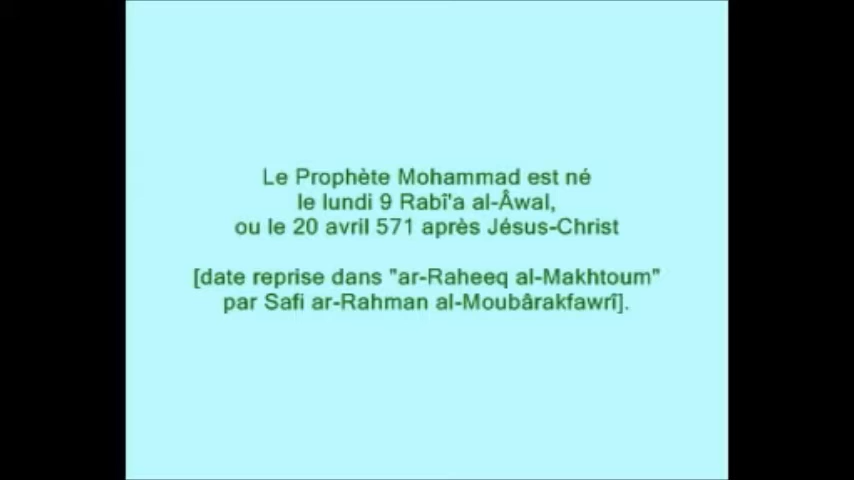 Le Prophète Mohammad est né
le lundi 9 Rabî'a al-Âwal,
ou le 20 avril 571 après Jésus-Christ
[date reprise dans "ar-Raheeq al-Makhtoum"
par Safi ar-Rahman al-Moubârakfawrî].